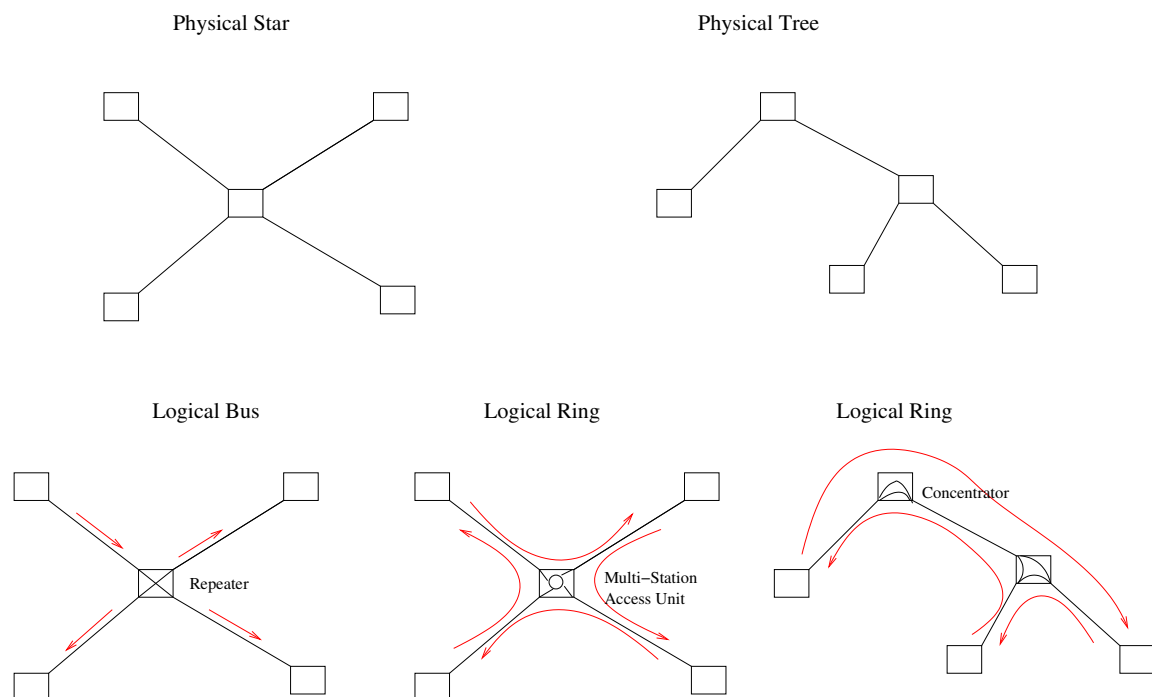 Physical Star
Physical Tree
Logical Bus
Logical Ring
Logical Ring
Concentrator
Repeater
Multi−Station
Access Unit